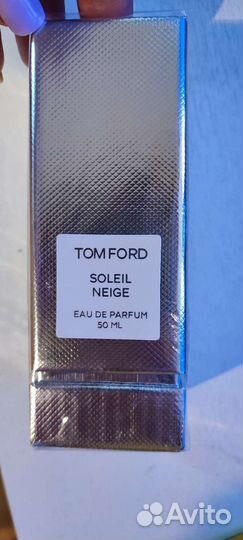 TOM FORD
SOLEIL
NEIGE
EAU DE PARFUM
50 ML
Avito